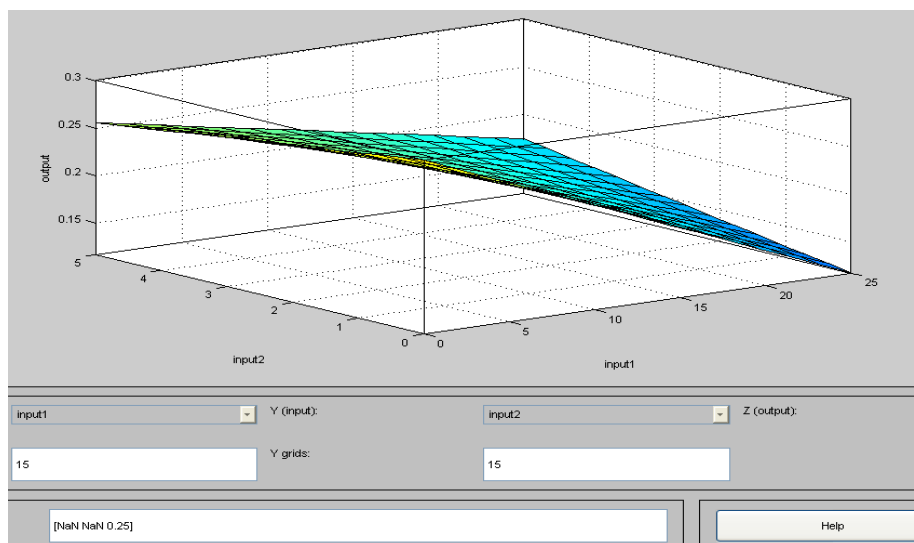 0.3
0.25
0.2
0.15
output
5
4
3
2
1
0
input2
0
5
10
15
20
25
input1
input1
Y (input):
input2
Z (output):
15
Y grids:
15
[NaN NaN 0.25]
Help